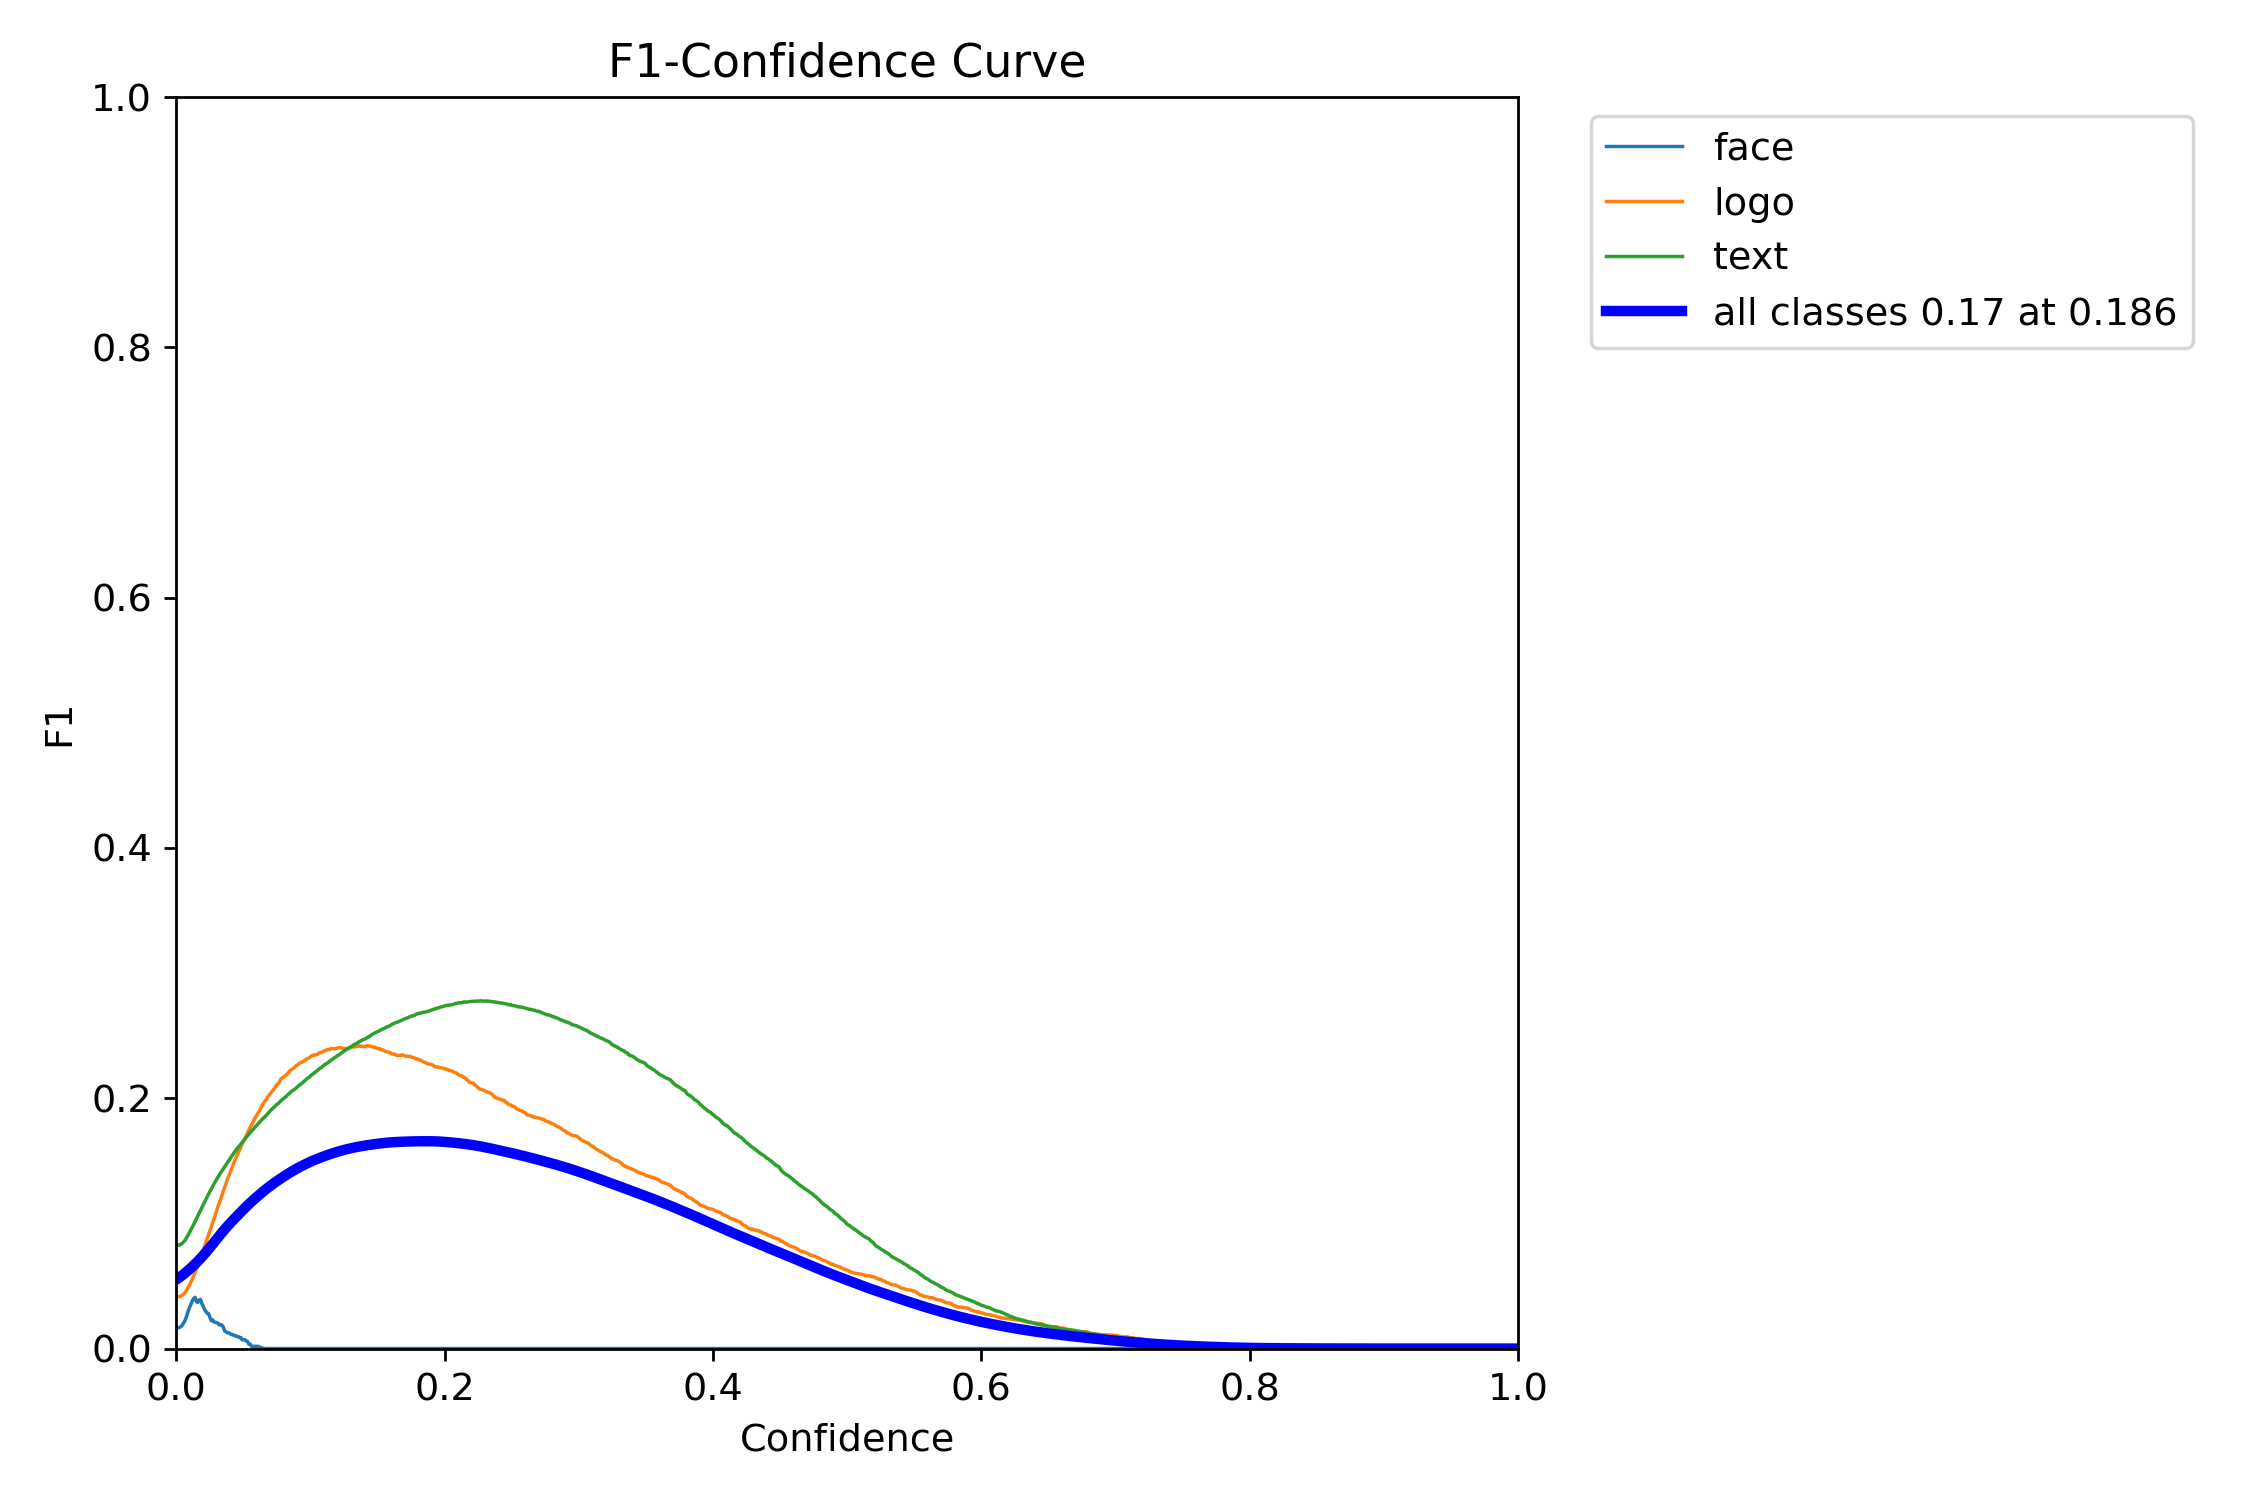 F1-Confidence Curve
1.0
0.8
0.6
0.4
0.2
0.0
F1
0.0 0.2 0.4 0.6 0.8 1.0
Confidence
face
logo
text
all classes 0.17 at 0.186